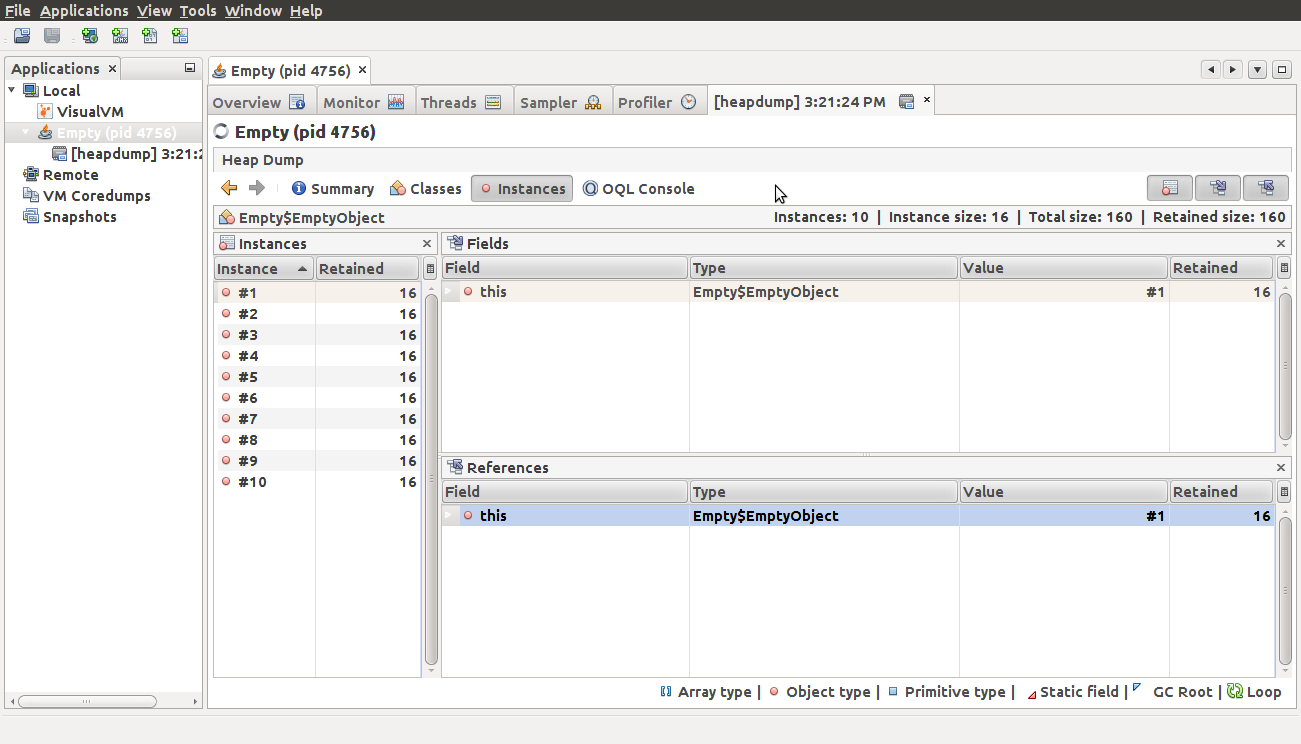 File Applications View Tools Window Help
Applications
Local
VisualVM
Empty (pid 4756)
[heapdump] 3:21:2
Remote
VM Coredumps
Snapshots
Empty (pid 4756)
Overview Monitor Threads Sampler Profiler [heapdump] 3:21:24 PM
Empty (pid 4756)
Heap Dump
Summary Classes Instances OQL Console
Empty$EmptyObject Instances: 10 | Instance size: 16 | Total size: 160 | Retained size: 160
Instances
Instance Retained
#1 16
#2 16
#3 16
#4 16
#5 16
#6 16
#7 16
#8 16
#9 16
#10 16
Fields
Field Type Value Retained
this Empty$EmptyObject #1 16
References
Field Type Value Retained
this Empty$EmptyObject #1 16
Array type | Object type | Primitive type | Static field | GC Root | Loop